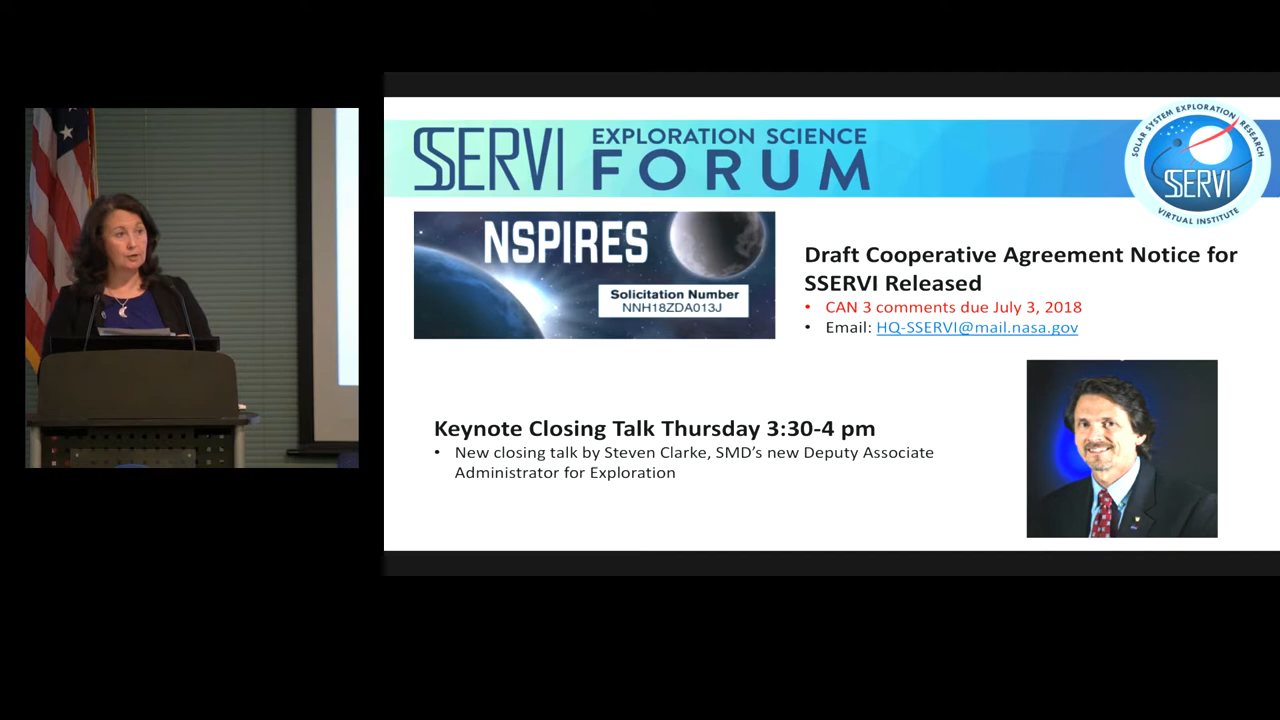 SSERVI EXPLORATION SCIENCE
FORUM
SOLAR SYSTEM EXPLORATION RESEARCH
SSERVI
VIRTUAL INSTITUTE
NSPIRES
Solicitation Number
NNH18ZDA013J
Draft Cooperative Agreement Notice for
SSERVI Released
• CAN 3 comments due July 3, 2018
• Email: HQ-SSERVI@mail.nasa.gov
Keynote Closing Talk Thursday 3:30-4 pm
• New closing talk by Steven Clarke, SMD’s new Deputy Associate
Administrator for Exploration